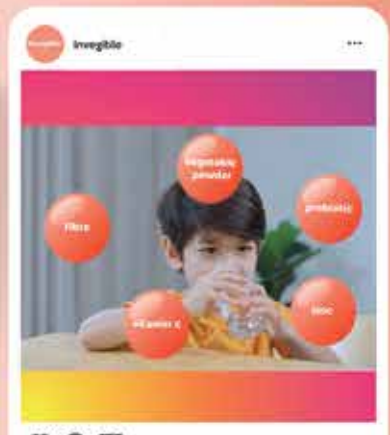 Invegible
vegetable
powder
fibre
probiotic
vitamin c
zinc